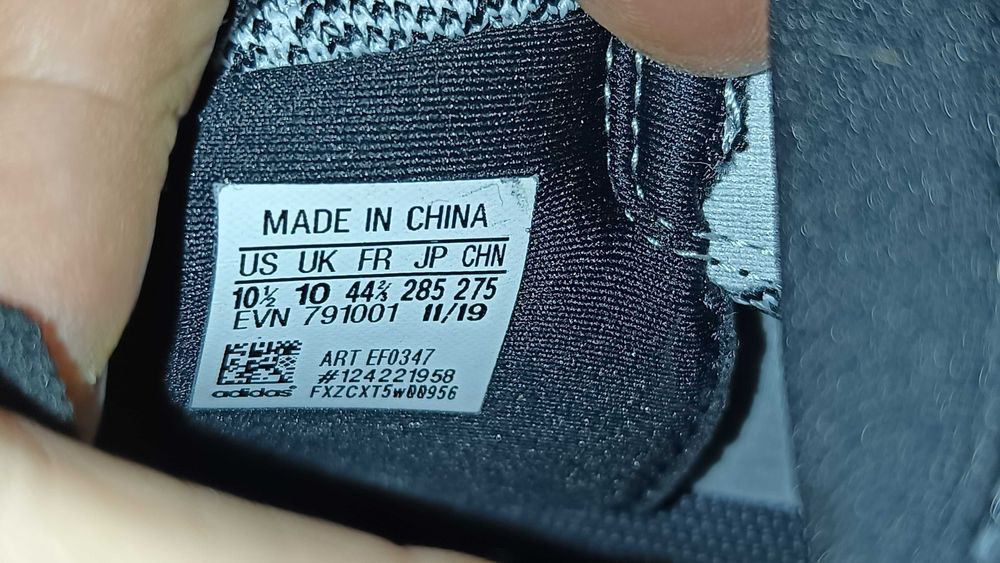 MADE IN CHINA
US UK FR JP CHN
10½ 10 44⅔ 285 275
EVN 791001 11/19
ART EF0347
#124221958
adidas FXZCXT5w00956